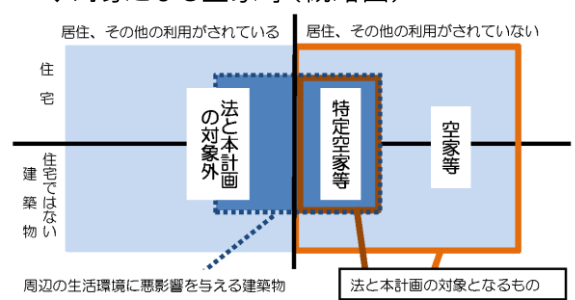 居住、その他の利用がされている
居住、その他の利用がされていない
住宅
法と本計画
の対象外
特定空家等
空家等
住宅ではない
建築物
周辺の生活環境に悪影響を与える建築物
法と本計画の対象となるもの